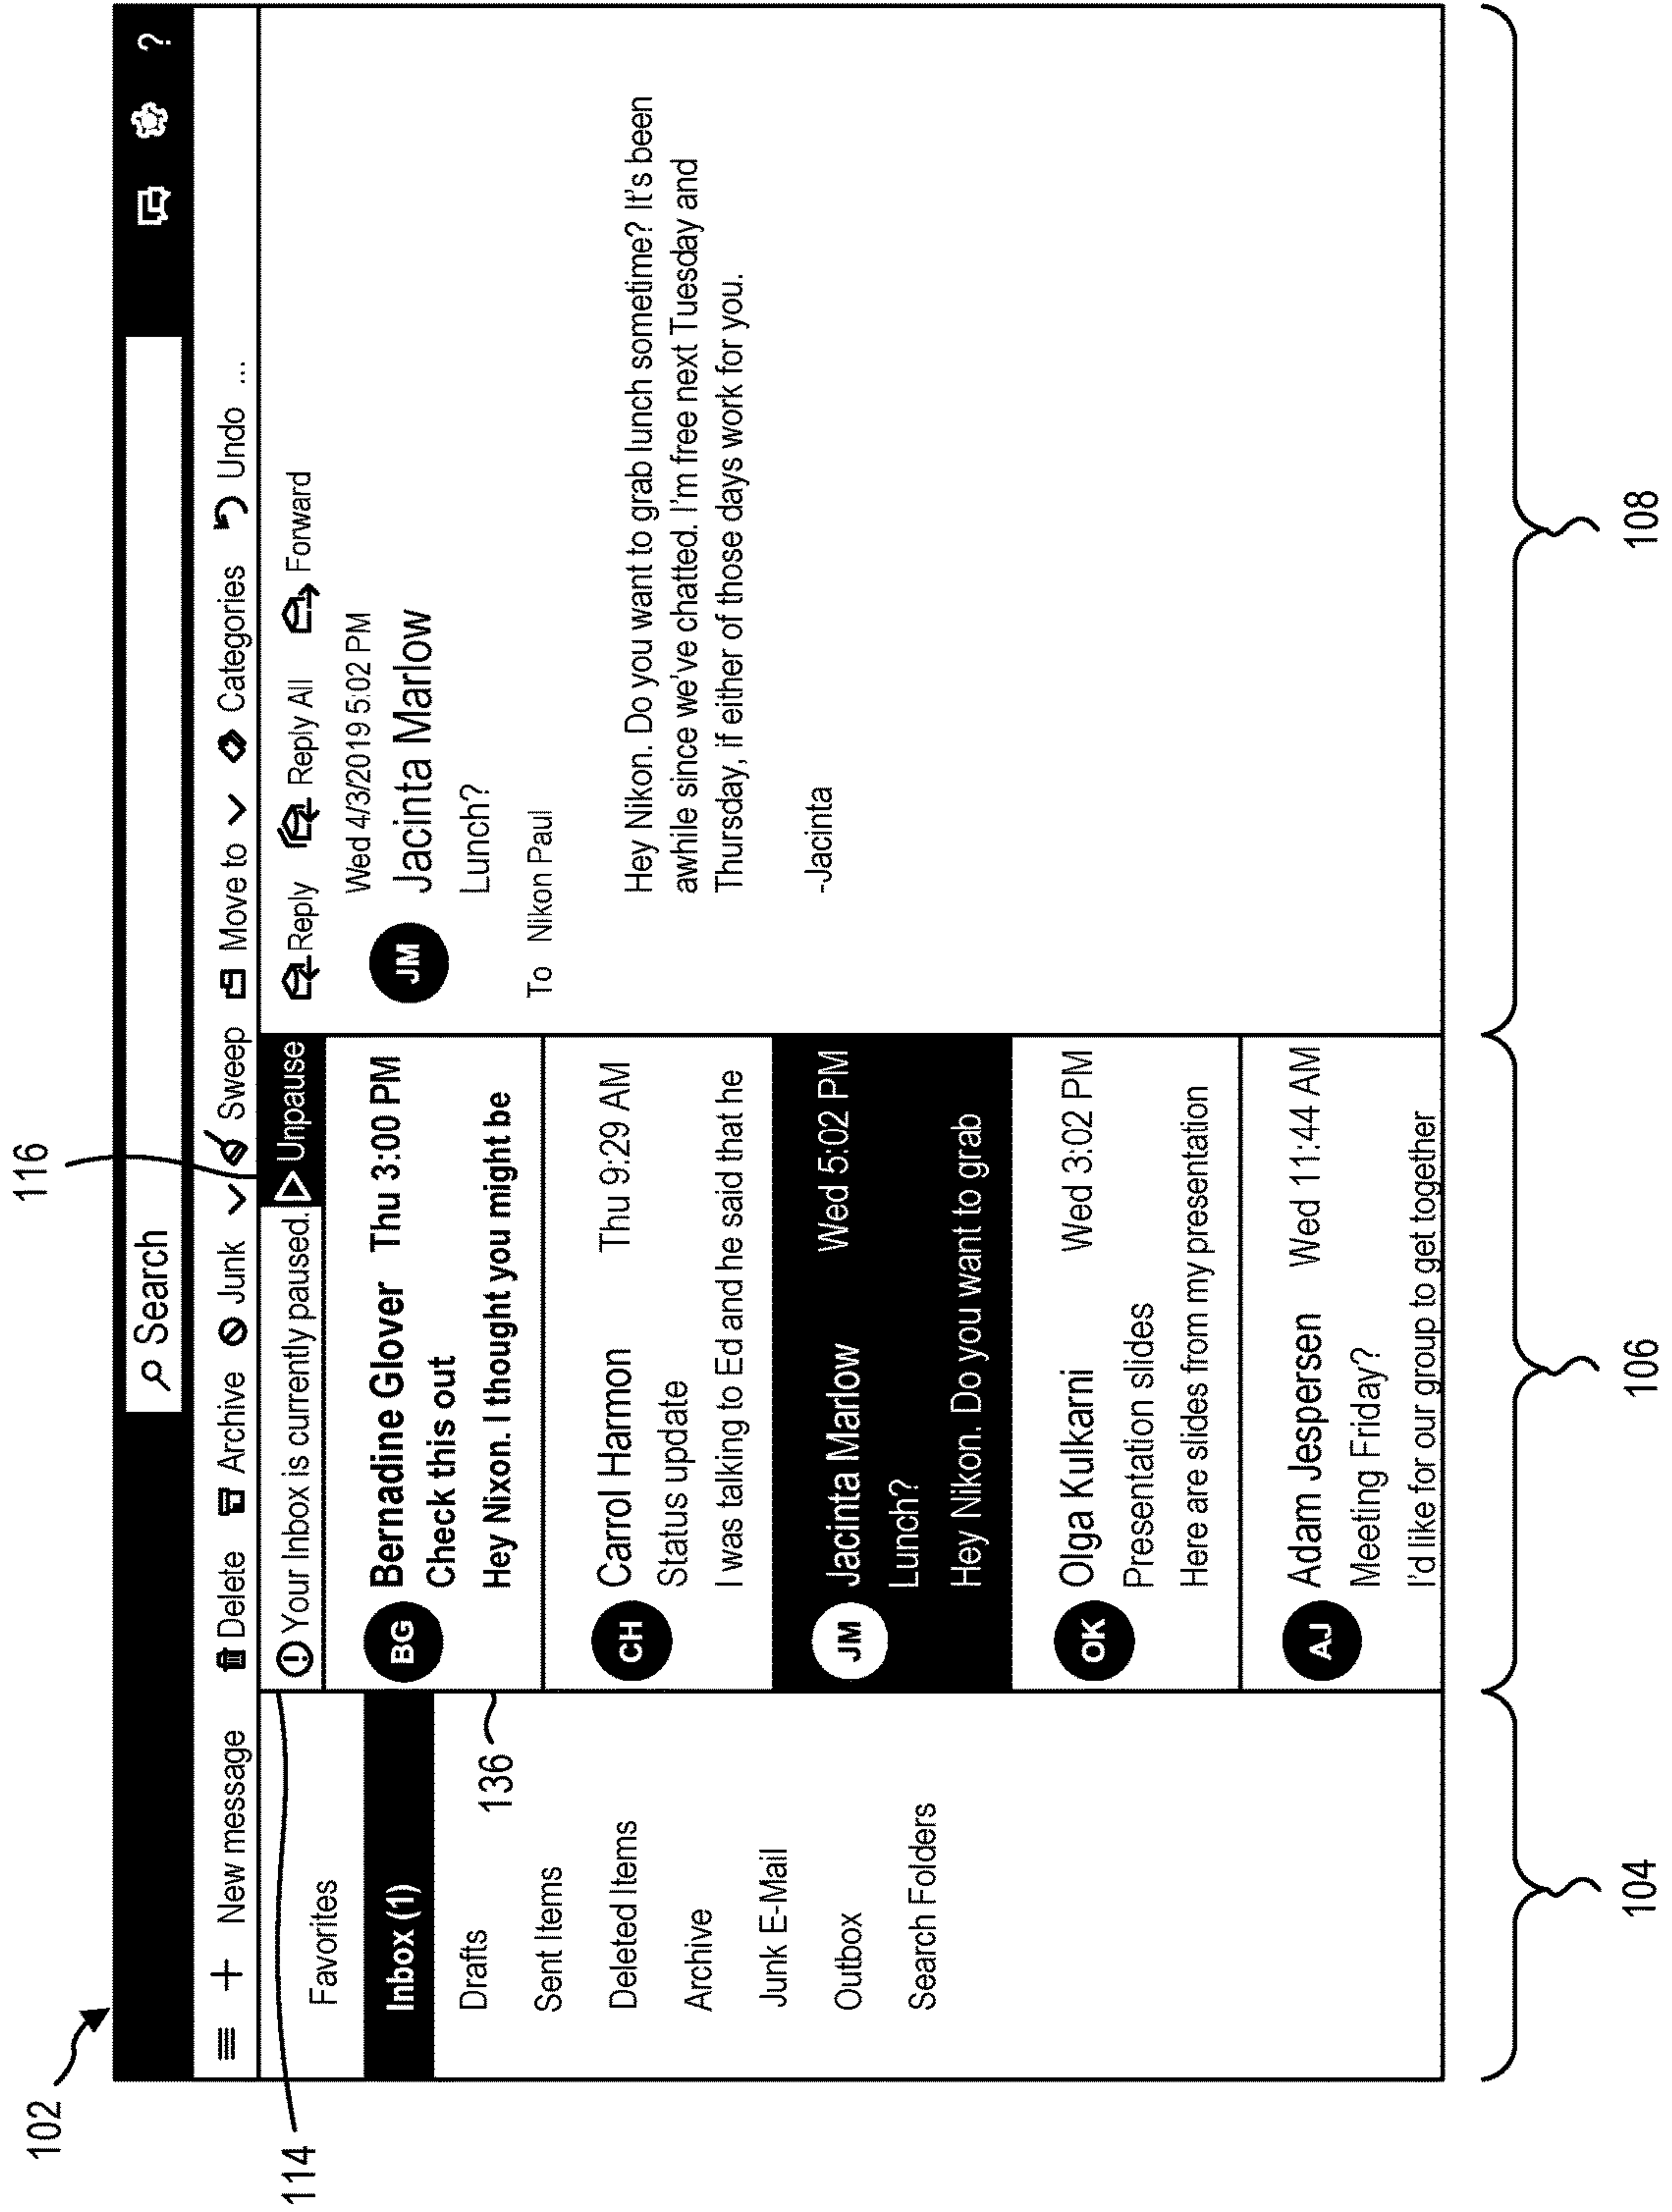 102
116
Search
?
New message
Delete
Archive
Junk
Sweep
Move to
Categories
Undo ...
114
Favorites
Inbox (1)
Drafts
Sent Items
Deleted Items
Archive
Junk E-Mail
Outbox
Search Folders
136
Your Inbox is currently paused.
Unpause
BG
Bernadine Glover Thu 3:00 PM
Check this out
Hey Nixon. I thought you might be
CH
Carrol Harmon Thu 9:29 AM
Status update
I was talking to Ed and he said that he
JM
Jacinta Marlow Wed 5:02 PM
Lunch?
Hey Nikon. Do you want to grab
OK
Olga Kulkarni Wed 3:02 PM
Presentation slides
Here are slides from my presentation
AJ
Adam Jespersen Wed 11:44 AM
Meeting Friday?
I'd like for our group to get together
Reply
Reply All
Forward
Wed 4/3/2019 5:02 PM
JM
Jacinta Marlow
Lunch?
To Nikon Paul
Hey Nikon. Do you want to grab lunch sometime? It's been
awhile since we've chatted. I'm free next Tuesday and
Thursday, if either of those days work for you.
-Jacinta
104
106
108